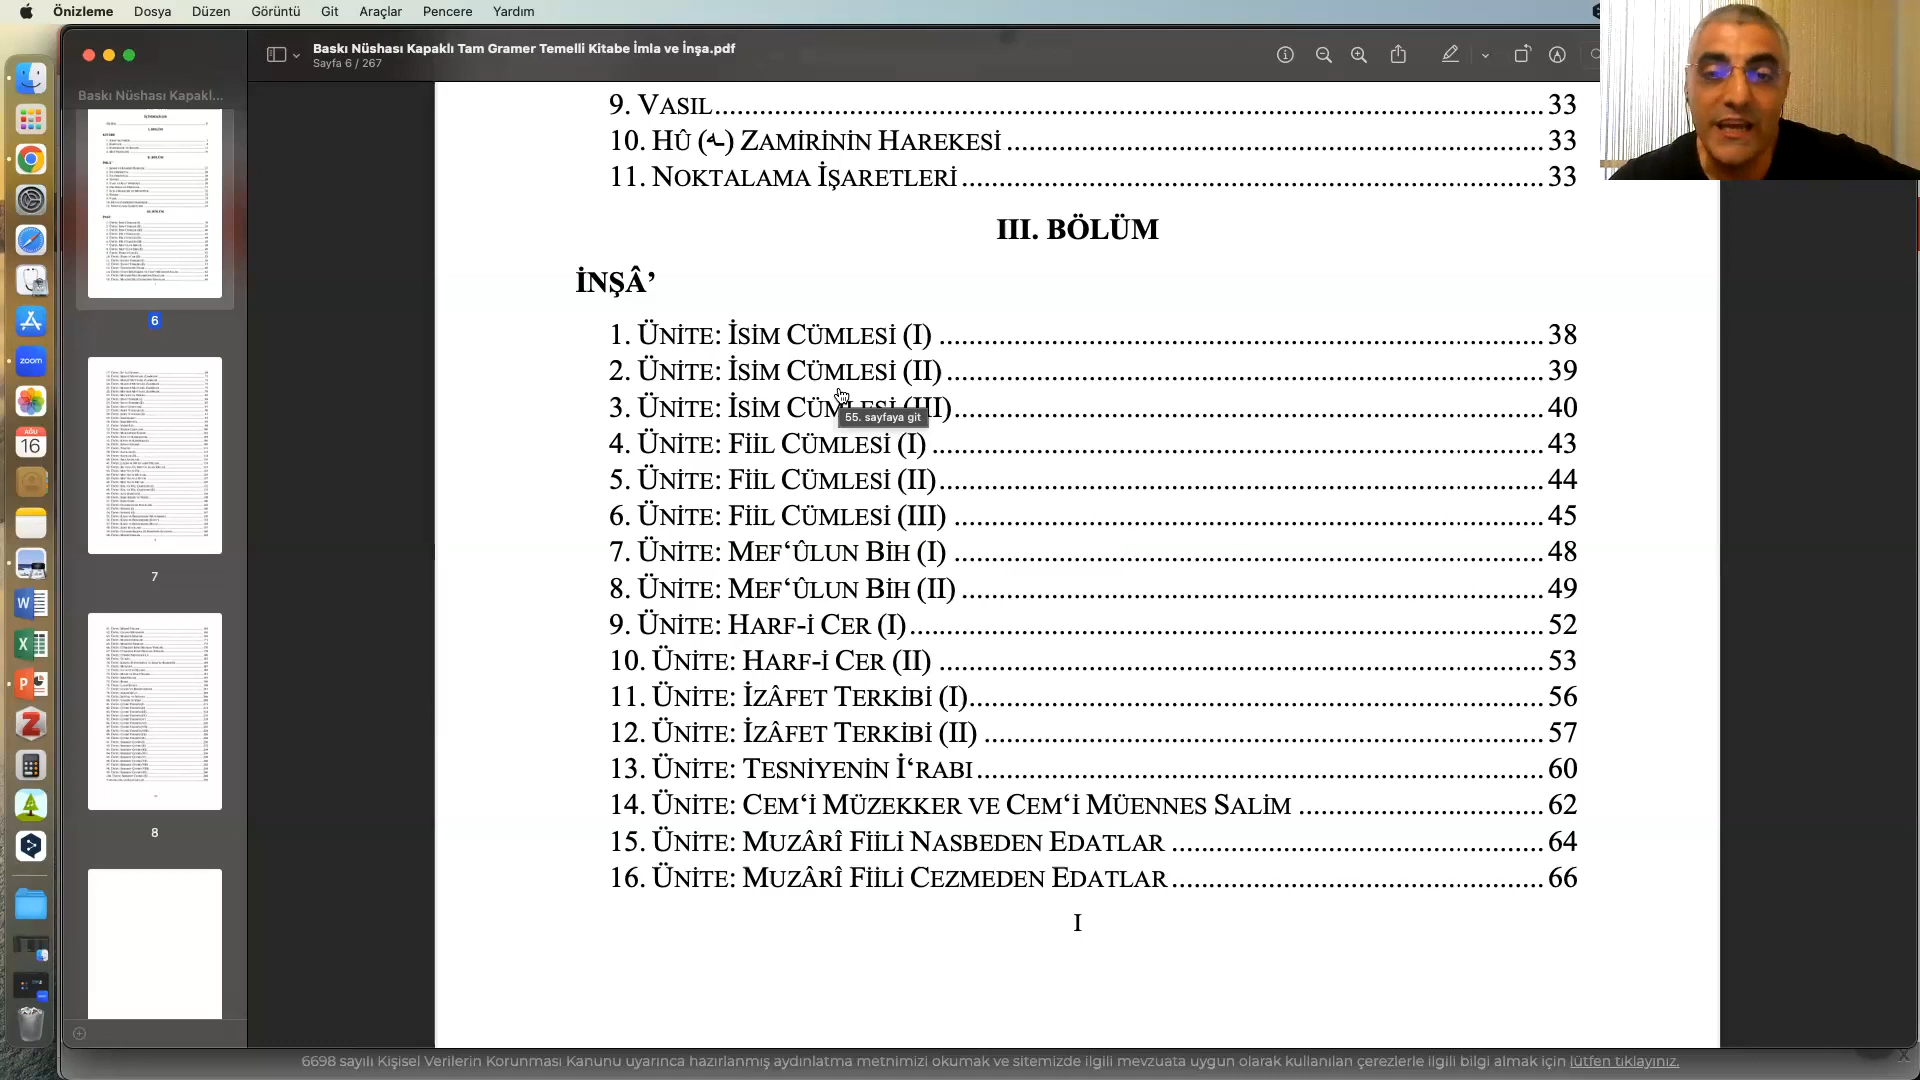 Önizleme Dosya Düzen Görüntü Git Araçlar Pencere Yardım
Baskı Nüshası Kapaklı Tam Gramer Temelli Kitabe İmla ve İnşa.pdf
Sayfa 6 / 267
Baskı Nüshası Kapakl...
6
7
8
AĞU
16
zoom
9. VASIL 33
10. HÛ (ـه) ZAMİRİNİN HAREKESİ 33
11. NOKTALAMA İŞARETLERİ 33
III. BÖLÜM
İNŞÂ’
1. ÜNİTE: İSİM CÜMLESİ (I) 38
2. ÜNİTE: İSİM CÜMLESİ (II) 39
3. ÜNİTE: İSİM CÜMLESİ (III) 40
55. sayfaya git
4. ÜNİTE: FİİL CÜMLESİ (I) 43
5. ÜNİTE: FİİL CÜMLESİ (II) 44
6. ÜNİTE: FİİL CÜMLESİ (III) 45
7. ÜNİTE: MEF‘ÛLUN BİH (I) 48
8. ÜNİTE: MEF‘ÛLUN BİH (II) 49
9. ÜNİTE: HARF-İ CER (I) 52
10. ÜNİTE: HARF-İ CER (II) 53
11. ÜNİTE: İZÂFET TERKİBİ (I) 56
12. ÜNİTE: İZÂFET TERKİBİ (II) 57
13. ÜNİTE: TESNİYENİN İ‘RABI 60
14. ÜNİTE: CEM‘İ MÜZEKKER VE CEM‘İ MÜENNES SALİM 62
15. ÜNİTE: MUZÂRÎ FİİLİ NASBEDEN EDATLAR 64
16. ÜNİTE: MUZÂRÎ FİİLİ CEZMEDEN EDATLAR 66
I
6698 sayılı Kişisel Verilerin Korunması Kanunu uyarınca hazırlanmış aydınlatma metnimizi okumak ve sitemizde ilgili mevzuata uygun olarak kullanılan çerezlerle ilgili bilgi almak için lütfen tıklayınız.